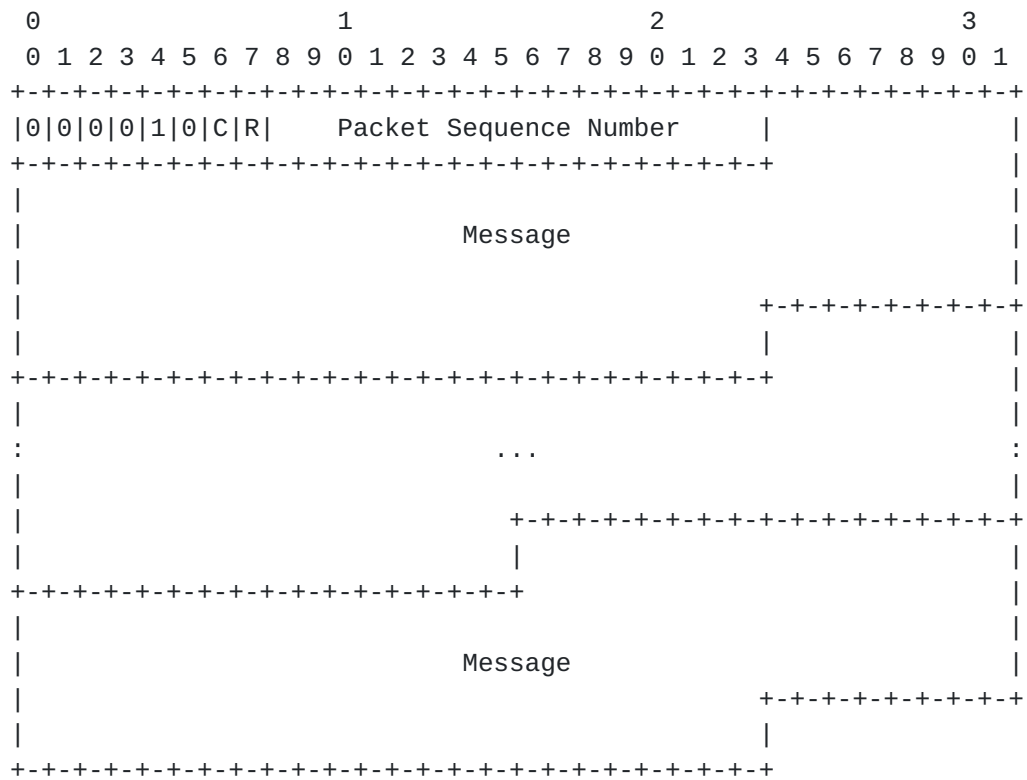 0                   1                   2                   3
 0 1 2 3 4 5 6 7 8 9 0 1 2 3 4 5 6 7 8 9 0 1 2 3 4 5 6 7 8 9 0 1
+-+-+-+-+-+-+-+-+-+-+-+-+-+-+-+-+-+-+-+-+-+-+-+-+-+-+-+-+-+-+-+-+
|0|0|0|0|1|0|C|R|    Packet Sequence Number     |               |
+-+-+-+-+-+-+-+-+-+-+-+-+-+-+-+-+-+-+-+-+-+-+-+-+               |
|                                                               |
|                            Message                            |
|                                                               |
|                                               +-+-+-+-+-+-+-+-+
|                                               |               |
+-+-+-+-+-+-+-+-+-+-+-+-+-+-+-+-+-+-+-+-+-+-+-+-+               |
|                                                               |
:                              ...                              :
|                                                               |
|                               +-+-+-+-+-+-+-+-+-+-+-+-+-+-+-+-+
|                               |                               |
+-+-+-+-+-+-+-+-+-+-+-+-+-+-+-+-+                               |
|                                                               |
|                            Message                            |
|                                               +-+-+-+-+-+-+-+-+
|                                               |
+-+-+-+-+-+-+-+-+-+-+-+-+-+-+-+-+-+-+-+-+-+-+-+-+